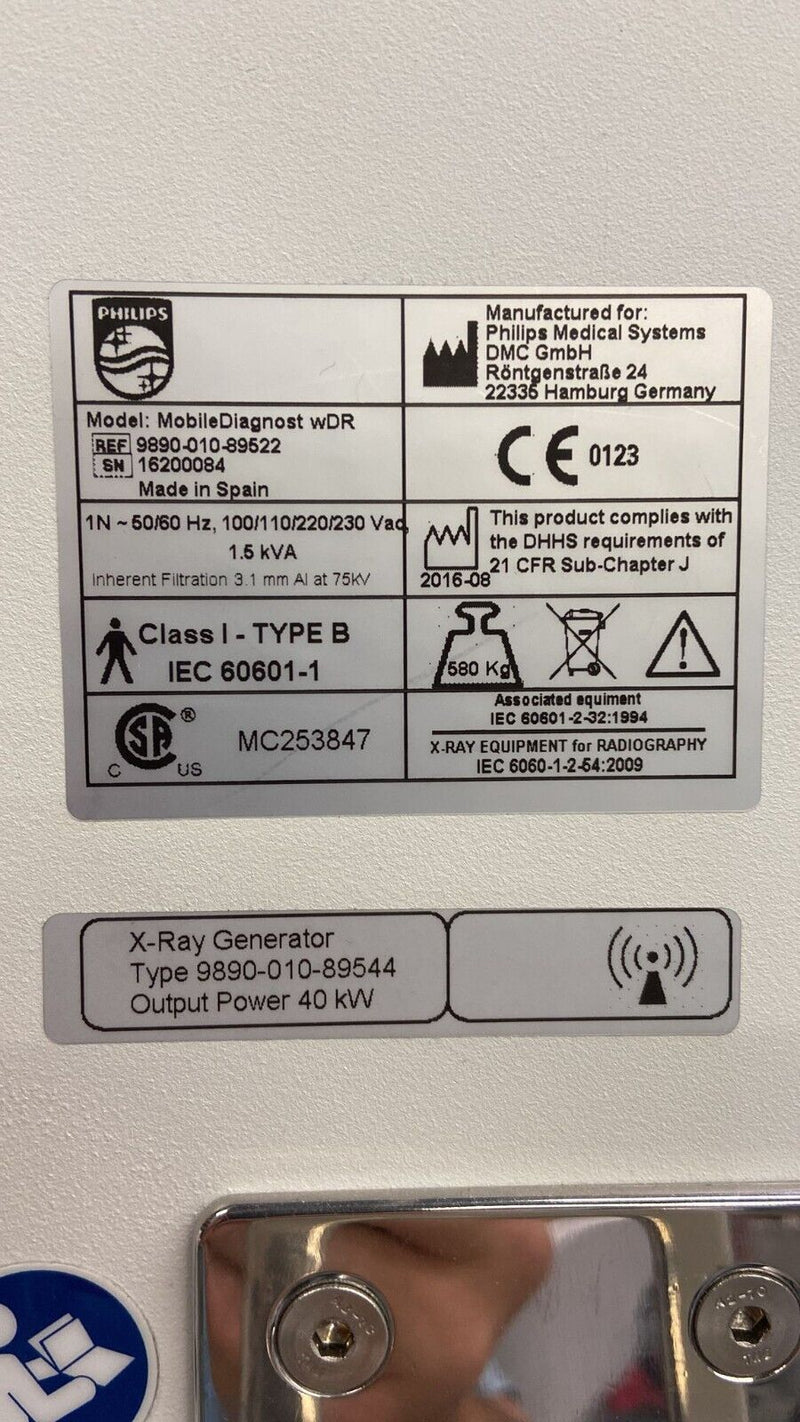 PHILIPS
Manufactured for:
Philips Medical Systems
DMC GmbH
Röntgenstraße 24
22335 Hamburg Germany
Model: MobileDiagnost wDR
REF 9890-010-89522
SN 16200084
Made in Spain
CE 0123
1N ~ 50/60 Hz, 100/110/220/230 Vac
1.5 kVA
Inherent Filtration 3.1 mm Al at 75KV
This product complies with
the DHHS requirements of
21 CFR Sub-Chapter J
2016-08
Class I - TYPE B
IEC 60601-1
580 Kg
CSA ®
C US
MC253847
Associated equiment
IEC 60601-2-32:1994
X-RAY EQUIPMENT for RADIOGRAPHY
IEC 6060-1-2-54:2009
X-Ray Generator
Type 9890-010-89544
Output Power 40 kW